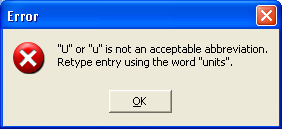 Error
"U" or "u" is not an acceptable abbreviation.
Retype entry using the word "units".
OK